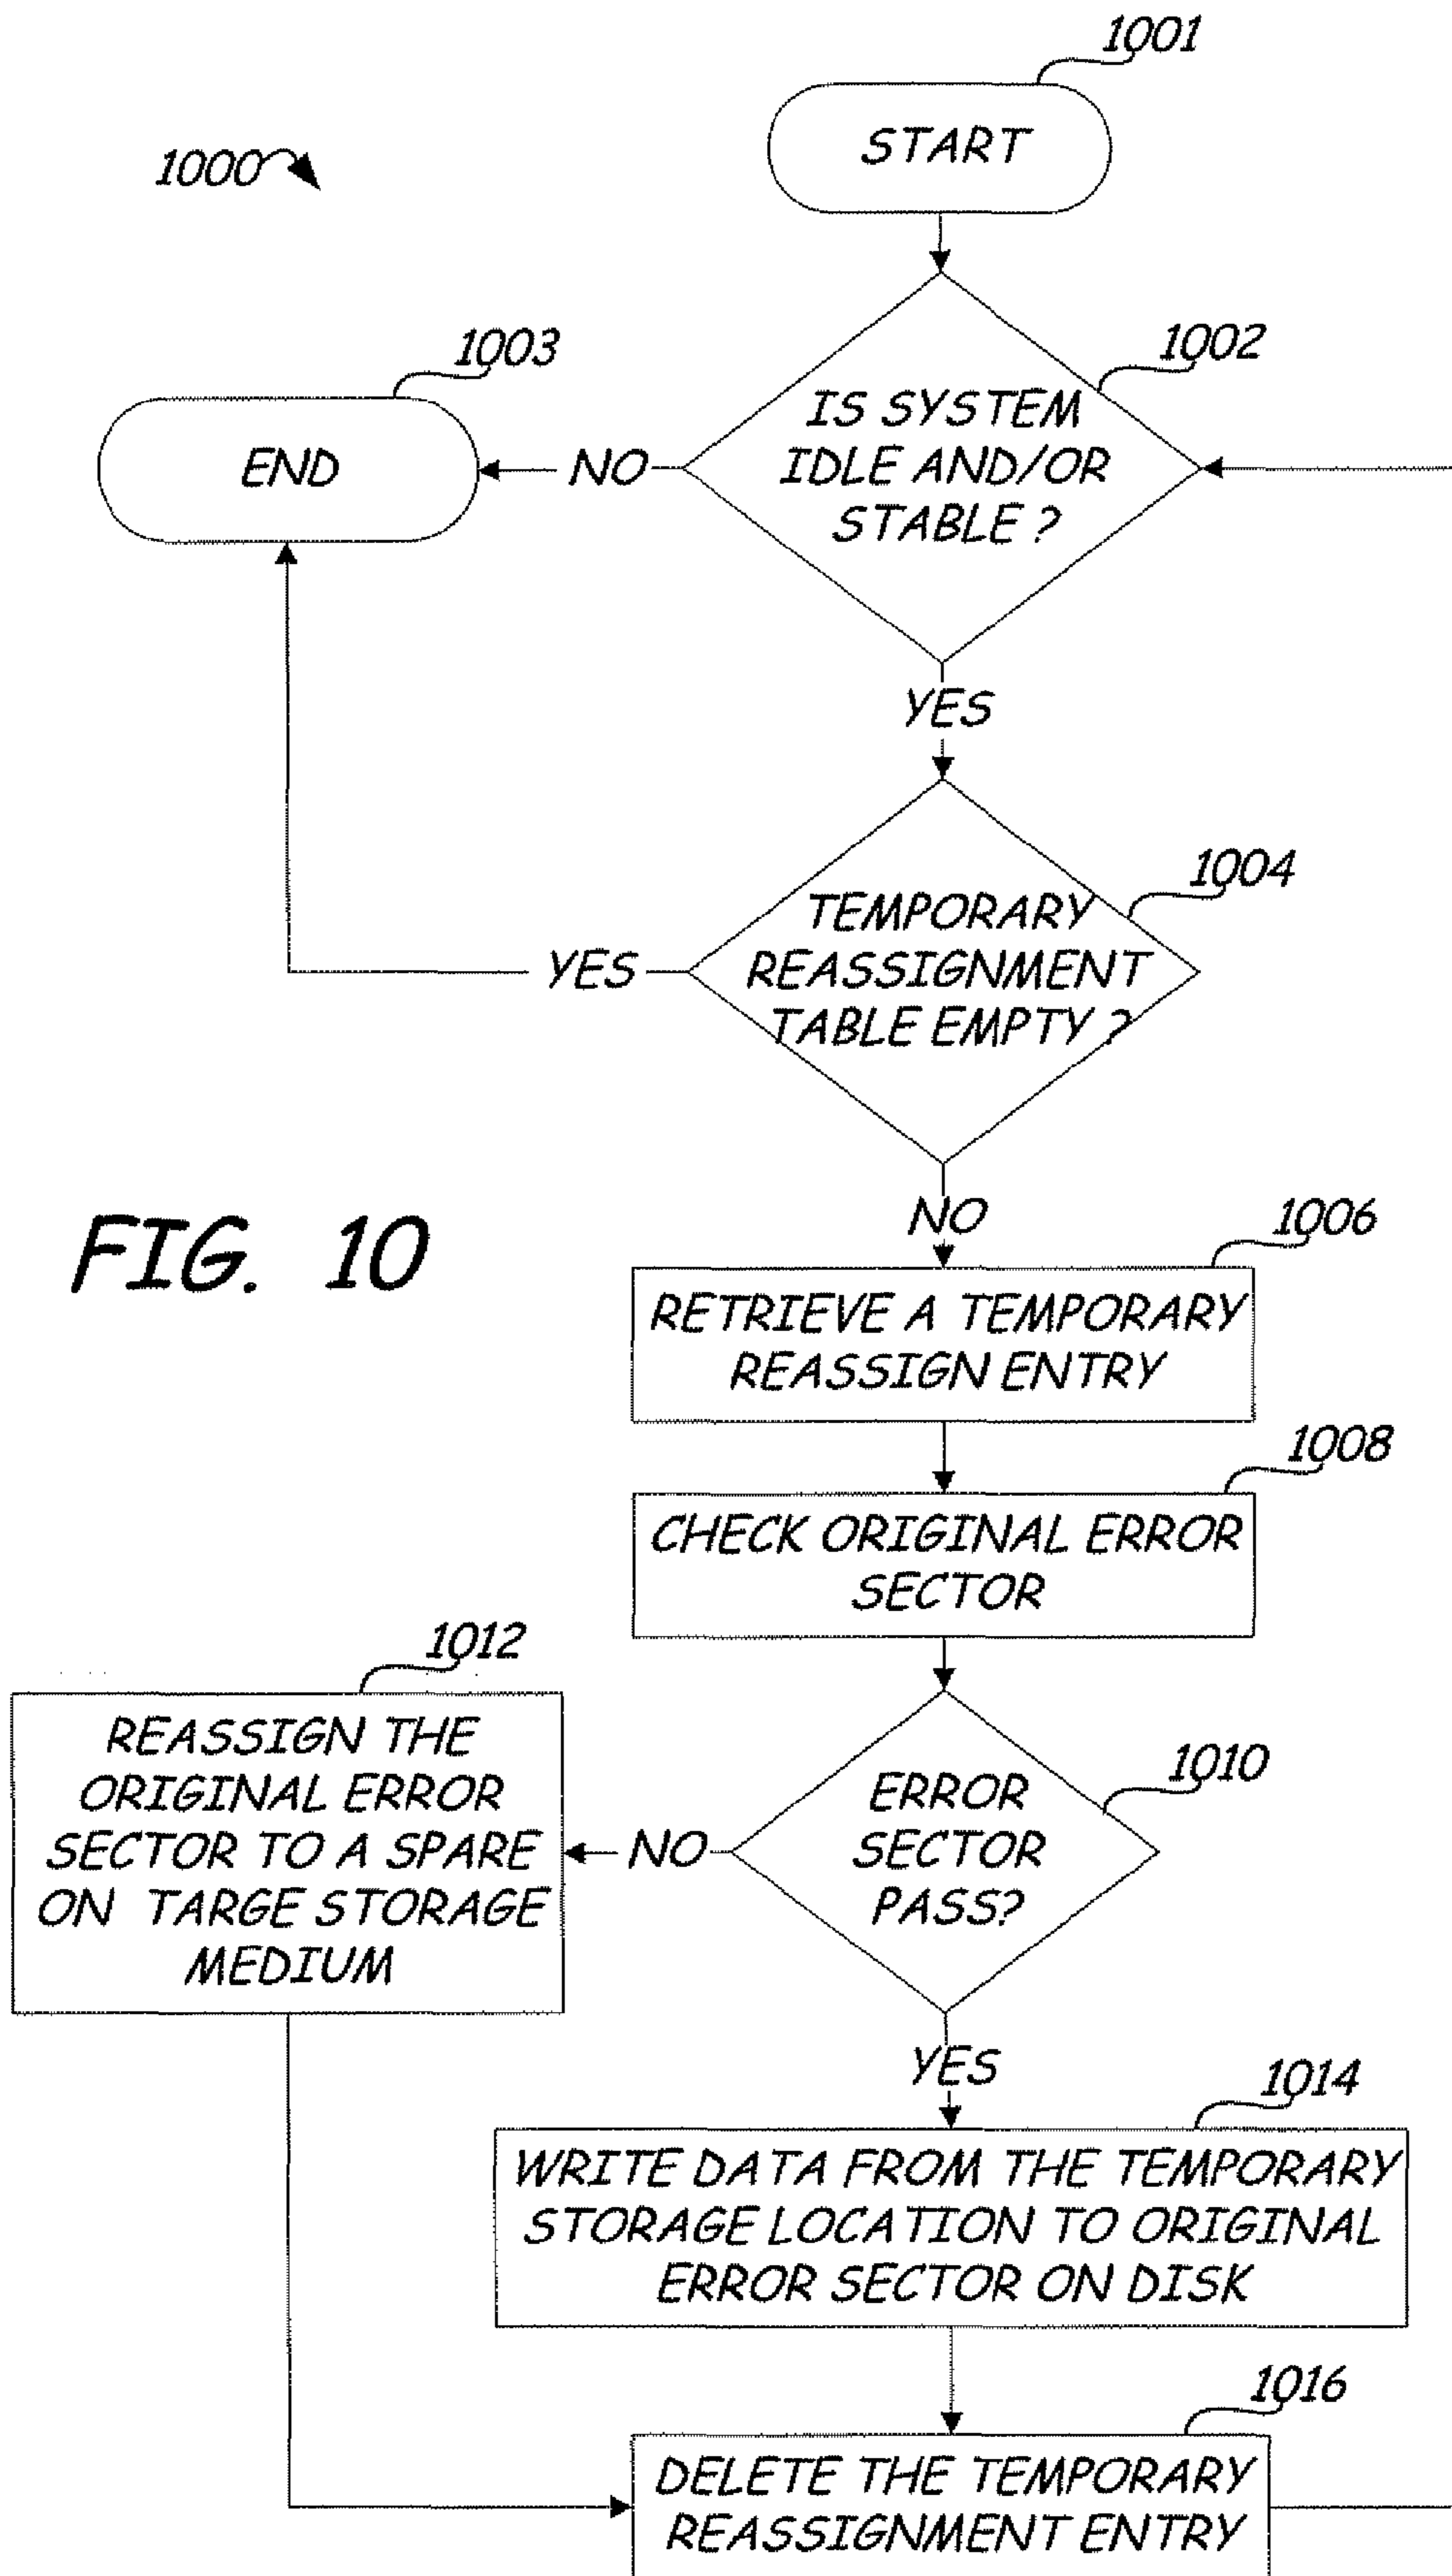 1001
START
1000
1003
1002
IS SYSTEM
IDLE AND/OR
STABLE ?
END
NO
YES
1004
TEMPORARY
REASSIGNMENT
TABLE EMPTY ?
YES
NO
FIG. 10
1006
RETRIEVE A TEMPORARY
REASSIGN ENTRY
1008
CHECK ORIGINAL ERROR
SECTOR
1012
REASSIGN THE
ORIGINAL ERROR
SECTOR TO A SPARE
ON TARGE STORAGE
MEDIUM
1010
ERROR
SECTOR
PASS?
NO
YES
1014
WRITE DATA FROM THE TEMPORARY
STORAGE LOCATION TO ORIGINAL
ERROR SECTOR ON DISK
1016
DELETE THE TEMPORARY
REASSIGNMENT ENTRY